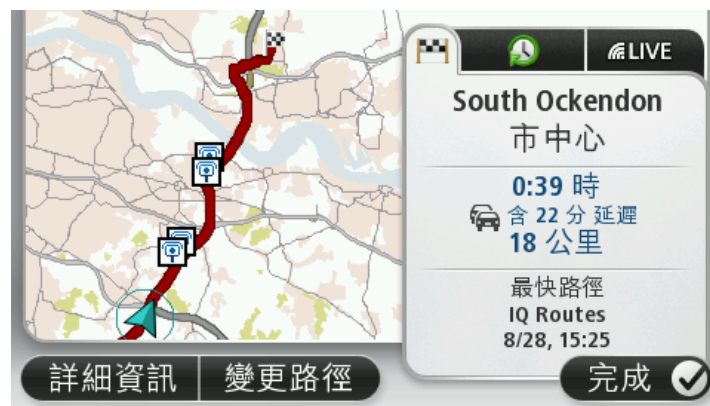 LIVE
South Ockendon
市中心
0:39 時
含 22 分 延遲
18 公里
最快路徑
IQ Routes
8/28, 15:25
詳細資訊
變更路徑
完成